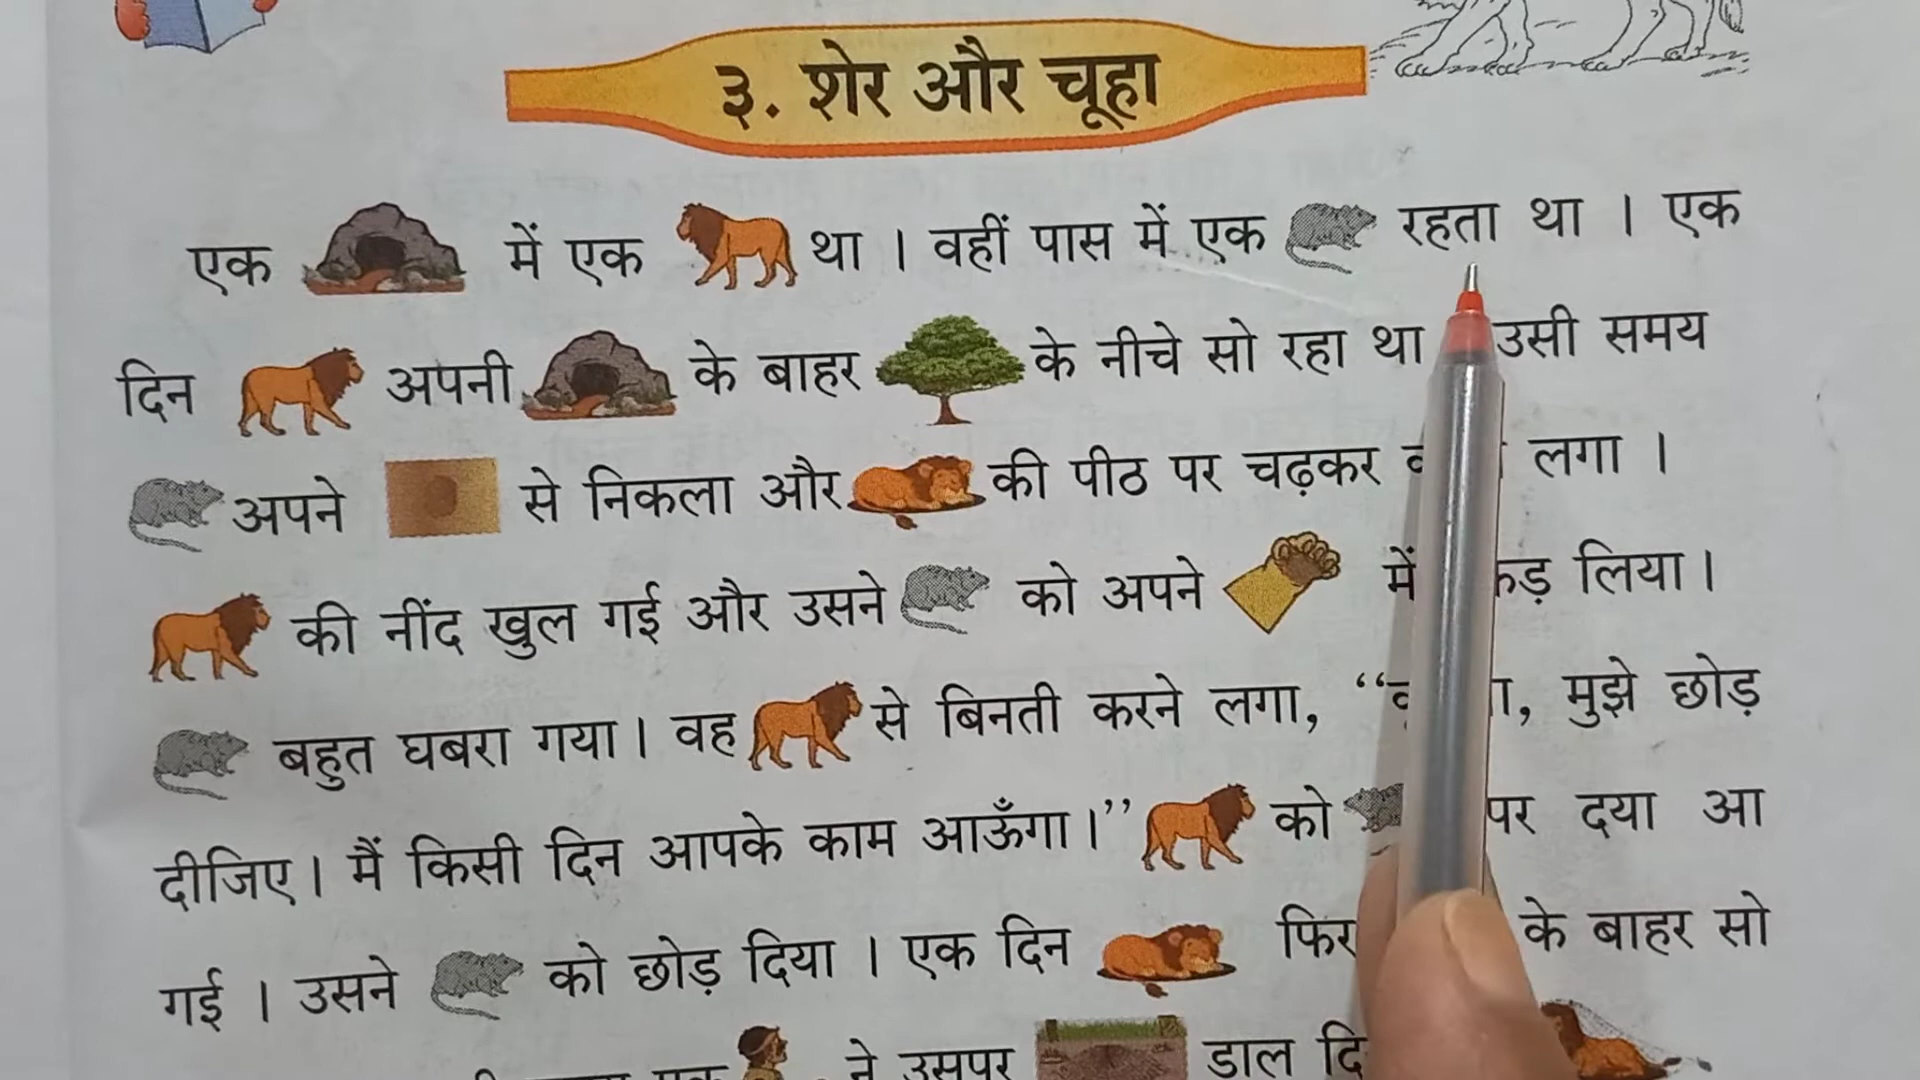 ३. शेर और चूहा
एक में एक था । वहीं पास में एक रहता था । एक
दिन अपनी के बाहर के नीचे सो रहा था उसी समय
अपने से निकला और की पीठ पर चढ़कर लगा ।
की नींद खुल गई और उसने को अपने में लिया।
बहुत घबरा गया। वह से बिनती करने लगा, “ मुझे छोड़
दीजिए। मैं किसी दिन आपके काम आऊँगा।” को पर दया आ
गई । उसने को छोड़ दिया । एक दिन फिर के बाहर सो
ने उसपर डाल